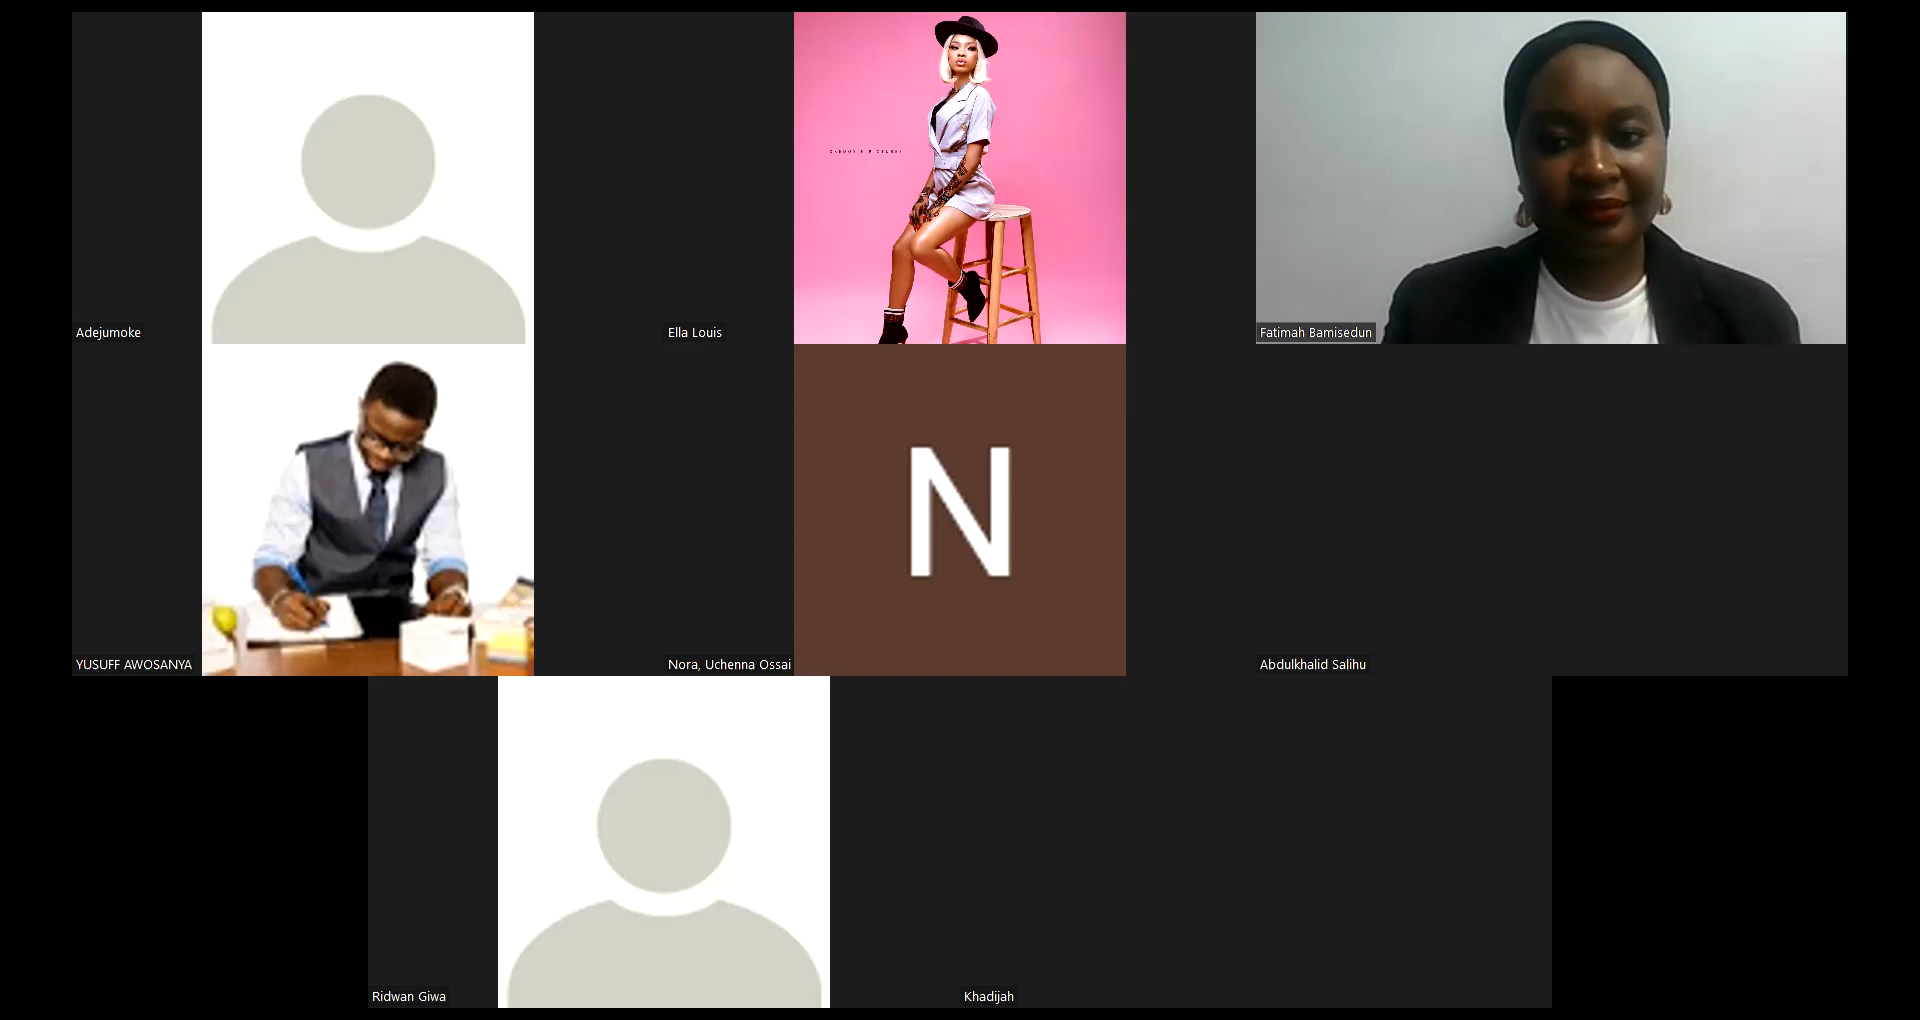 Adejumoke
Ella Louis
Fatimah Bamisedun
YUSUFF AWOSANYA
Nora, Uchenna Ossai
N
Abdulkhalid Salihu
Ridwan Giwa
Khadijah